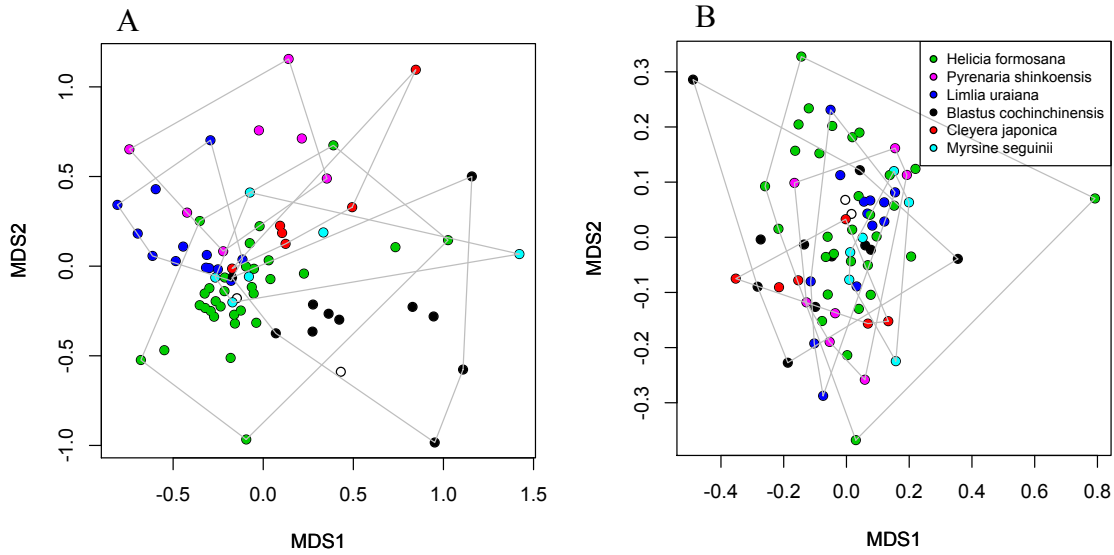 A
B
1.0
0.5
0.0
-0.5
-1.0
MDS2
-0.5
0.0
0.5
1.0
1.5
MDS1
0.3
0.2
0.1
0.0
-0.1
-0.2
-0.3
MDS2
-0.4
-0.2
0.0
0.2
0.4
0.6
0.8
MDS1
Helicia formosana
Pyrenaria shinkoensis
Limlia uraiana
Blastus cochinchinensis
Cleyera japonica
Myrsine seguinii